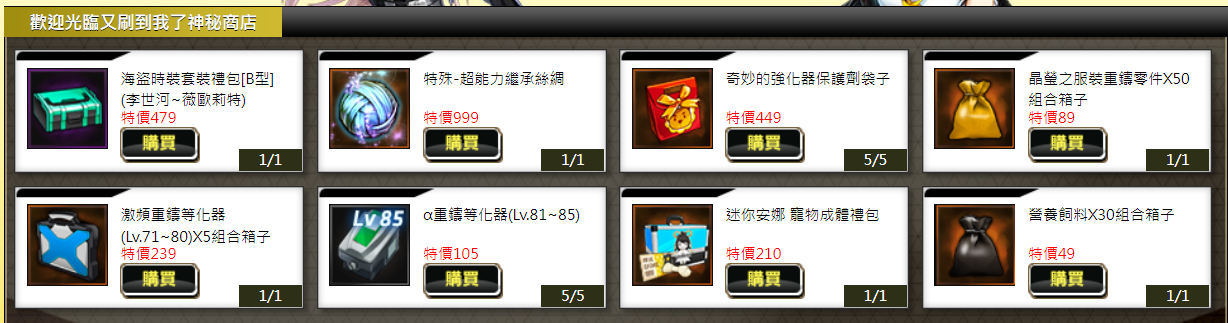 歡迎光臨又刷到我了神秘商店
海盜時裝套裝禮包[B型]
(李世河~薇歐莉特)
特價479
購買
1/1
特殊-超能力繼承絲綢
特價999
購買
1/1
奇妙的強化器保護劑袋子
特價449
購買
5/5
晶瑩之服裝重鑄零件X50
組合箱子
特價89
購買
1/1
激頻重鑄等化器
(Lv.71~80)X5組合箱子
特價239
購買
1/1
Lv 85
α重鑄等化器(Lv.81~85)
特價105
購買
5/5
迷你安娜 寵物成體禮包
特價210
購買
1/1
營養飼料X30組合箱子
特價49
購買
1/1